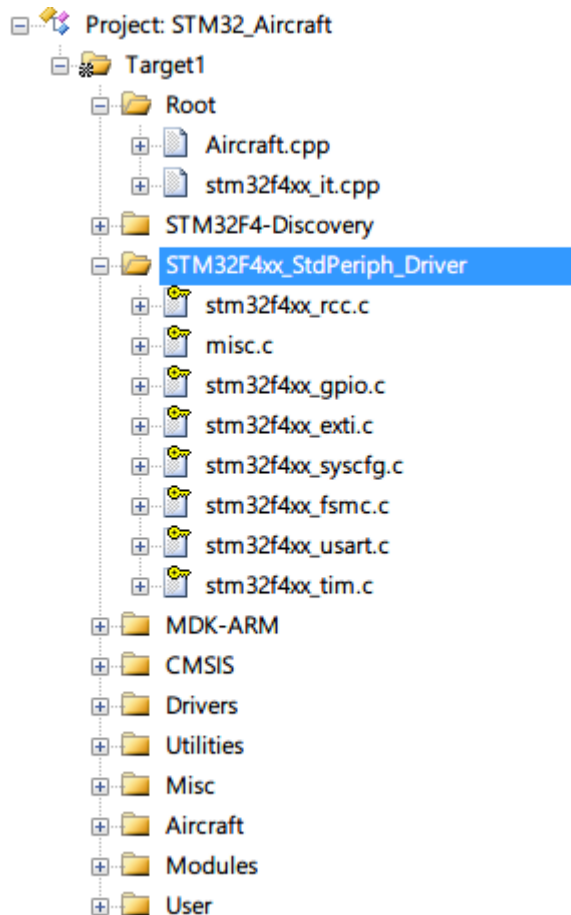 Project: STM32_Aircraft
Target1
Root
Aircraft.cpp
stm32f4xx_it.cpp
STM32F4-Discovery
STM32F4xx_StdPeriph_Driver
stm32f4xx_rcc.c
misc.c
stm32f4xx_gpio.c
stm32f4xx_exti.c
stm32f4xx_syscfg.c
stm32f4xx_fsmc.c
stm32f4xx_usart.c
stm32f4xx_tim.c
MDK-ARM
CMSIS
Drivers
Utilities
Misc
Aircraft
Modules
User